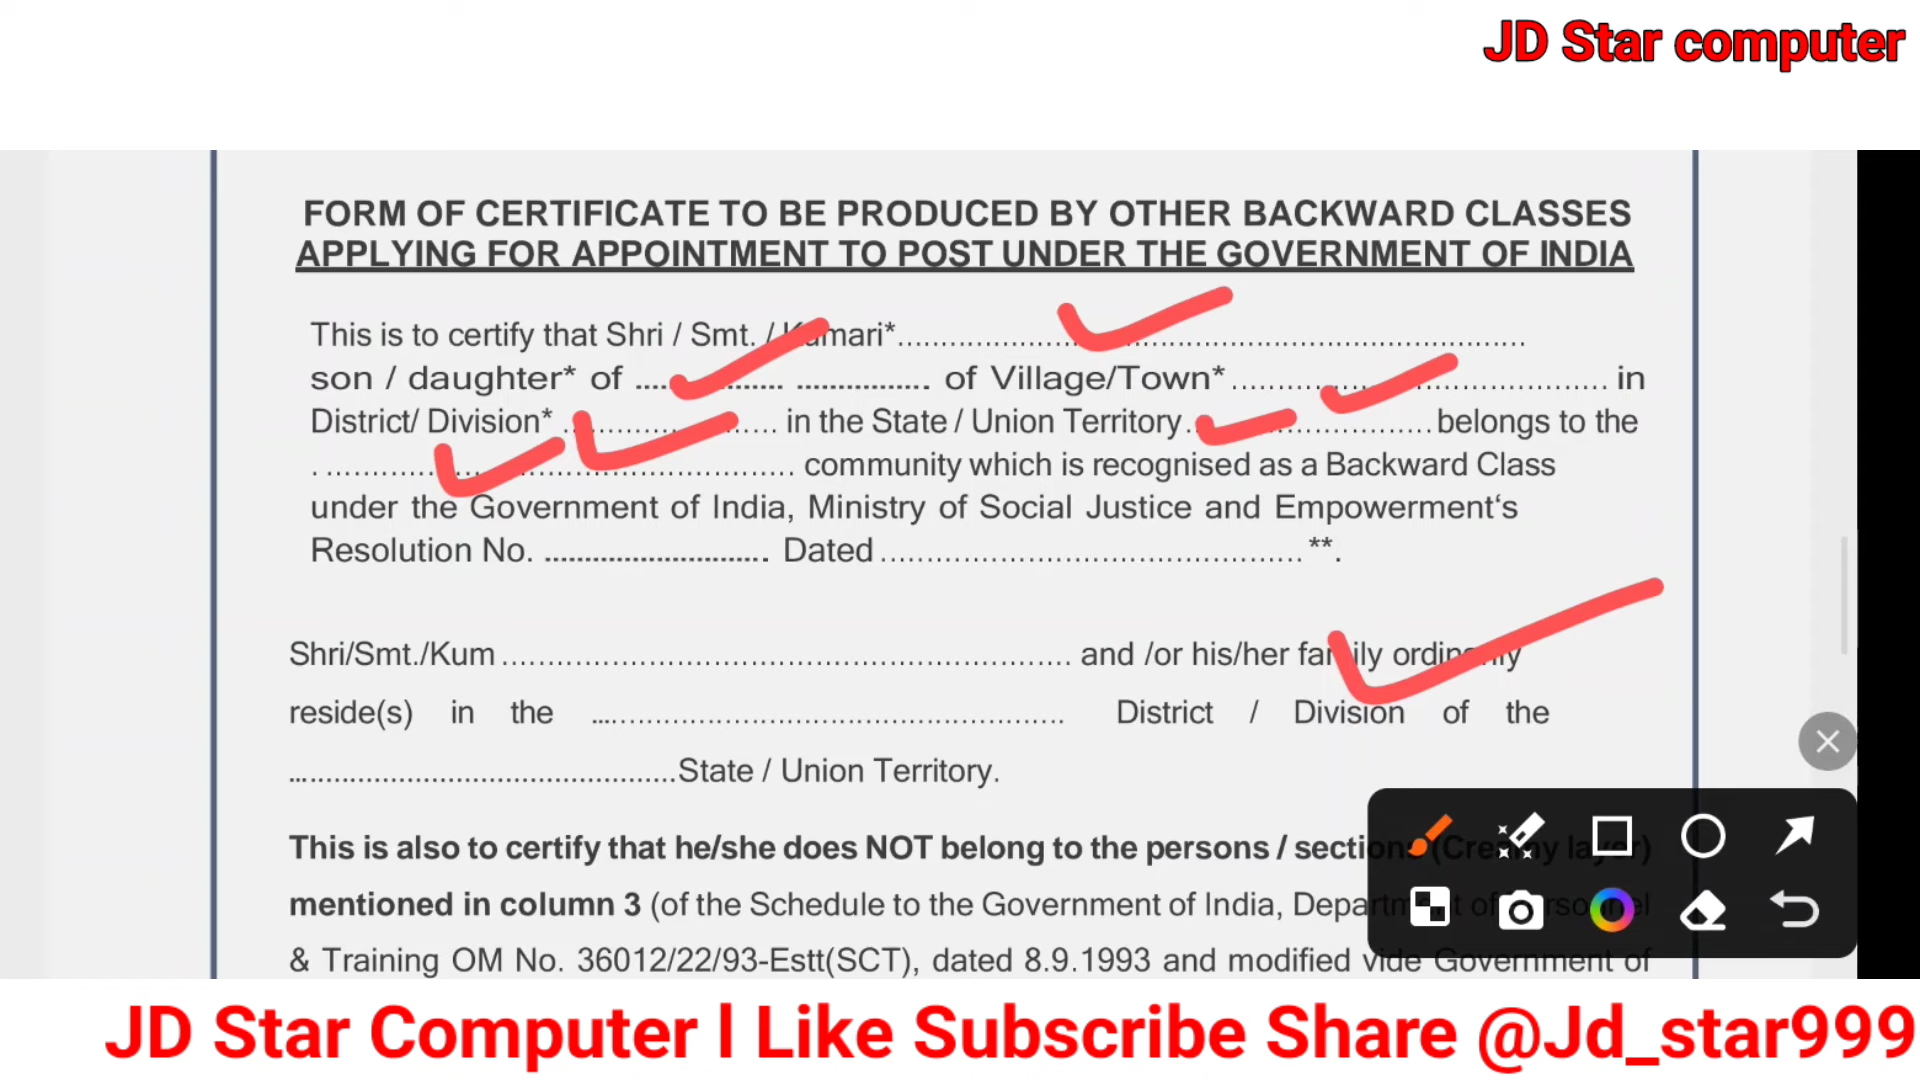 JD Star computer
FORM OF CERTIFICATE TO BE PRODUCED BY OTHER BACKWARD CLASSES
APPLYING FOR APPOINTMENT TO POST UNDER THE GOVERNMENT OF INDIA
This is to certify that Shri / Smt. / Kumari*..........................................................................
son / daughter* of .................. ................ of Village/Town*............................................ in
District/ Division* ......................... in the State / Union Territory............................ belongs to the
. ..................................................... community which is recognised as a Backward Class
under the Government of India, Ministry of Social Justice and Empowerment‘s
Resolution No. ........................... Dated ............................................... **.
Shri/Smt./Kum ............................................................... and /or his/her family ordinarily
reside(s) in the .................................................... District / Division of the
...........................................State / Union Territory.
This is also to certify that he/she does NOT belong to the persons / sections (Creamy layer)
mentioned in column 3 (of the Schedule to the Government of India, Department of Personnel
& Training OM No. 36012/22/93-Estt(SCT), dated 8.9.1993 and modified vide Government of
JD Star Computer l Like Subscribe Share @Jd_star999